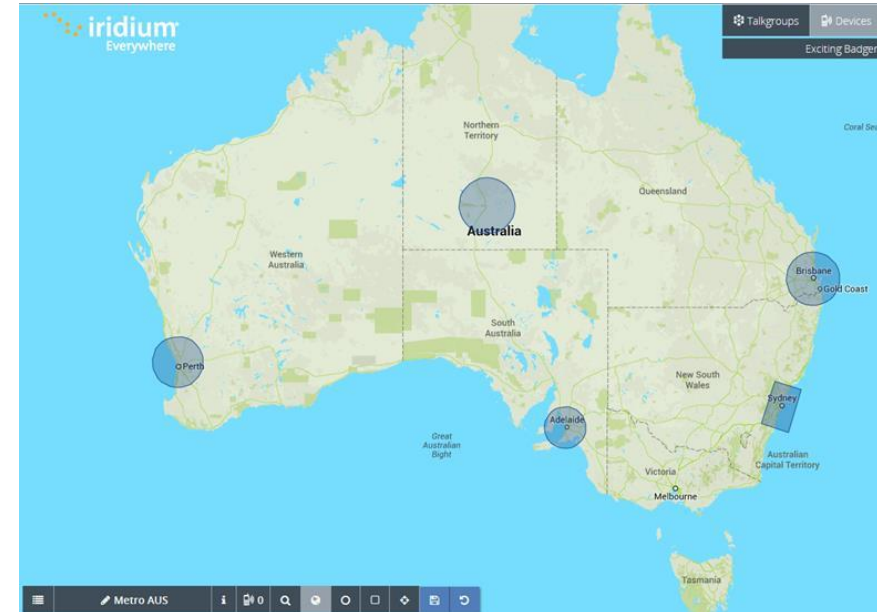 iridium
Everywhere
Talkgroups
Devices
Exciting Badger
Northern
Territory
Coral Sea
Queensland
Australia
Western
Australia
Brisbane
Gold Coast
South
Australia
Perth
New South
Wales
Sydney
Adelaide
Great
Australian
Bight
Australian
Capital Territory
Victoria
Melbourne
Tasmania
Metro AUS
0